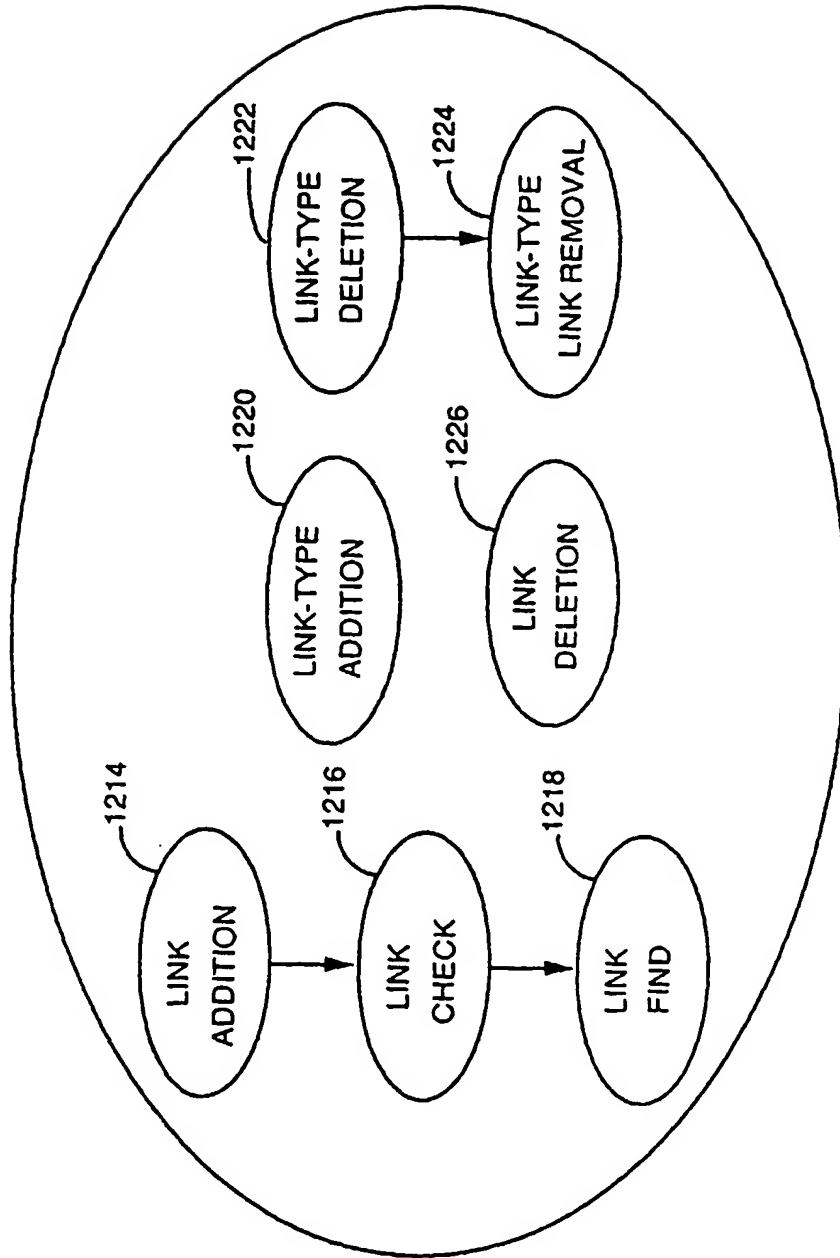 1214
LINK
ADDITION
1216
LINK
CHECK
1218
LINK
FIND
1220
LINK-TYPE
ADDITION
1226
LINK
DELETION
1222
LINK-TYPE
DELETION
1224
LINK-TYPE
LINK REMOVAL